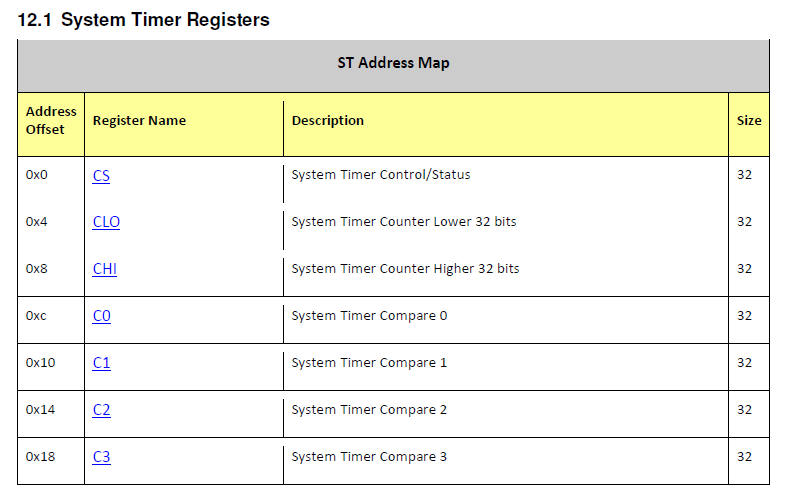 12.1 System Timer Registers
ST Address Map
Address Offset Register Name Description Size
0x0 CS System Timer Control/Status 32
0x4 CLO System Timer Counter Lower 32 bits 32
0x8 CHI System Timer Counter Higher 32 bits 32
0xc C0 System Timer Compare 0 32
0x10 C1 System Timer Compare 1 32
0x14 C2 System Timer Compare 2 32
0x18 C3 System Timer Compare 3 32